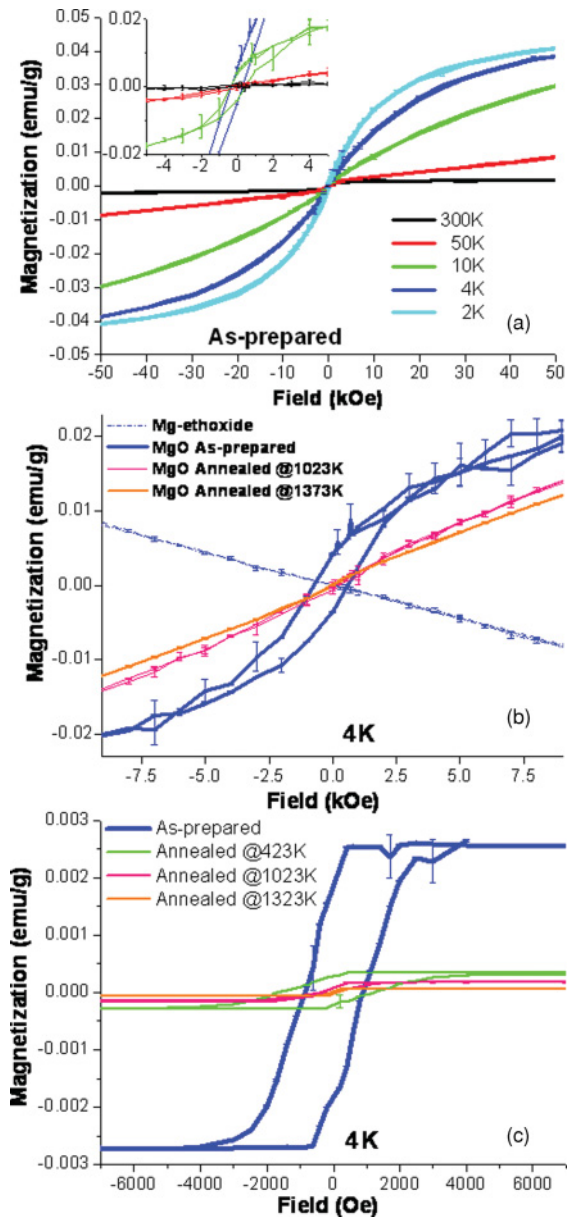 0.05
0.04
0.03
0.02
0.01
0.00
-0.01
-0.02
-0.03
-0.04
-0.05
Magnetization (emu/g)
0.02
0.00
-0.02
-4 -2 0 2 4
300K
50K
10K
4K
2K
(a)
As-prepared
-50 -40 -30 -20 -10 0 10 20 30 40 50
Field (kOe)
Mg-ethoxide
MgO As-prepared
MgO Annealed @1023K
MgO Annealed @1373K
0.02
0.01
0.00
-0.01
-0.02
Magnetization (emu/g)
(b)
4K
-7.5 -5.0 -2.5 0.0 2.5 5.0 7.5
Field (kOe)
As-prepared
Annealed @423K
Annealed @1023K
Annealed @1323K
0.003
0.002
0.001
0.000
-0.001
-0.002
-0.003
Magnetization (emu/g)
(c)
4K
-6000 -4000 -2000 0 2000 4000 6000
Field (Oe)